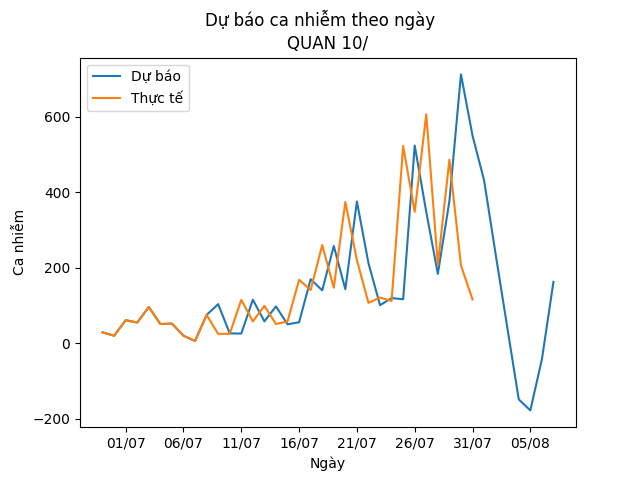 Dự báo ca nhiễm theo ngày
QUAN 10/
Dự báo
Thực tế
Ca nhiễm
600
400
200
0
−200
01/07 06/07 11/07 16/07 21/07 26/07 31/07 05/08
Ngày